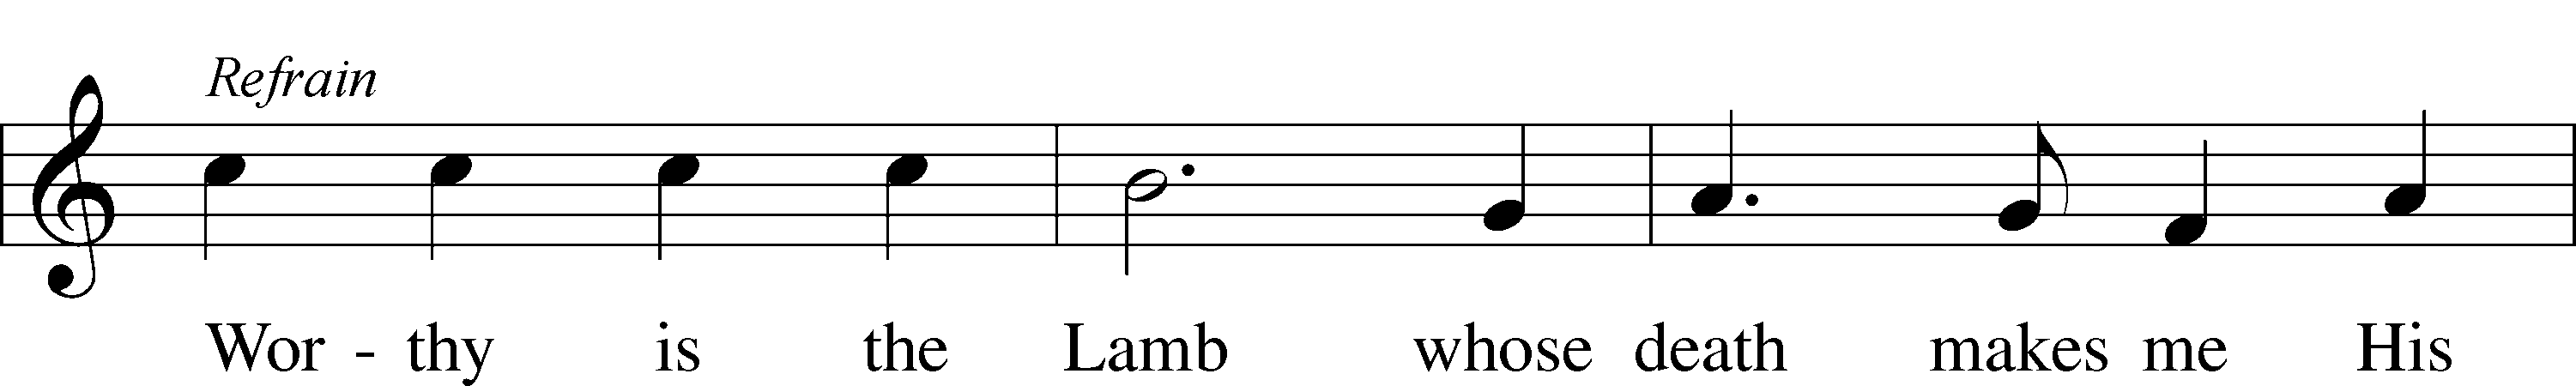 Refrain
Wor - thy is the Lamb whose death makes me His